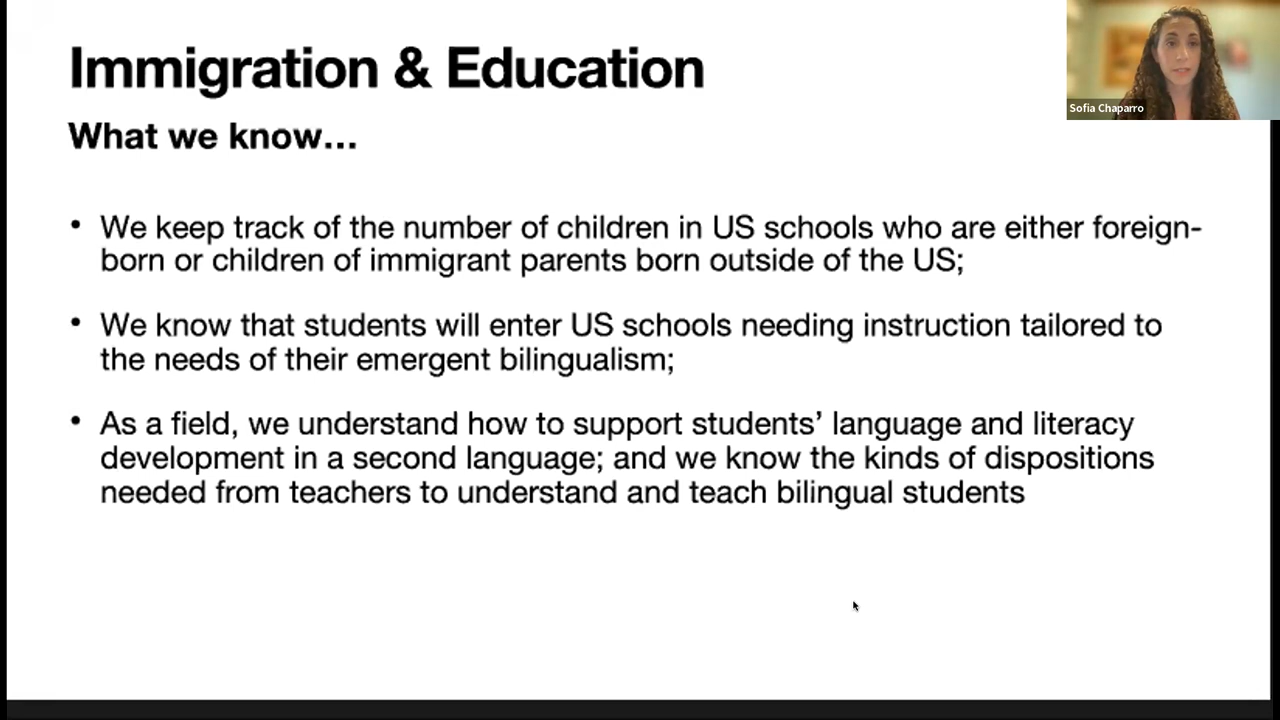 Immigration & Education
Sofia Chaparro
What we know...
• We keep track of the number of children in US schools who are either foreign-
born or children of immigrant parents born outside of the US;
• We know that students will enter US schools needing instruction tailored to
the needs of their emergent bilingualism;
• As a field, we understand how to support students’ language and literacy
development in a second language; and we know the kinds of dispositions
needed from teachers to understand and teach bilingual students